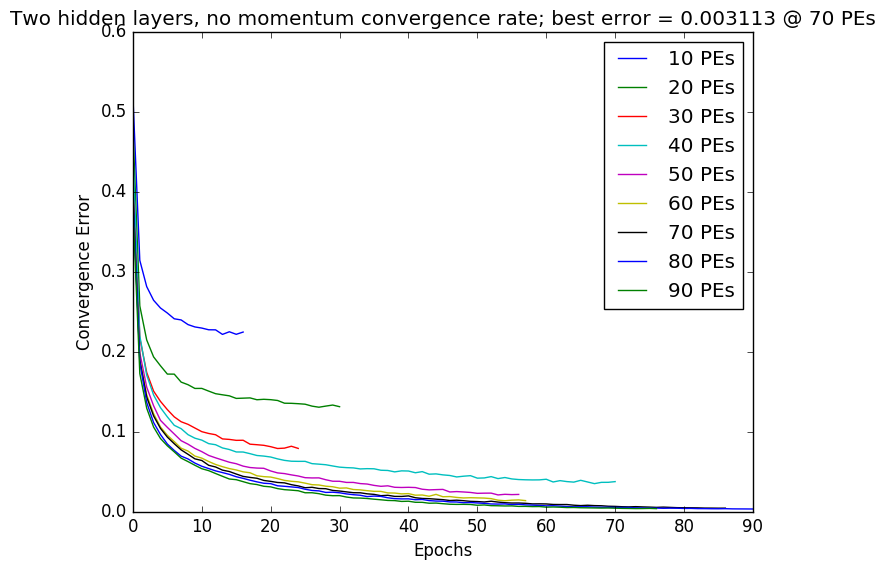 Two hidden layers, no momentum convergence rate; best error = 0.003113 @ 70 PEs
0.6
0.5
0.4
0.3
0.2
0.1
0.0
Convergence Error
10 PEs
20 PEs
30 PEs
40 PEs
50 PEs
60 PEs
70 PEs
80 PEs
90 PEs
0 10 20 30 40 50 60 70 80 90
Epochs